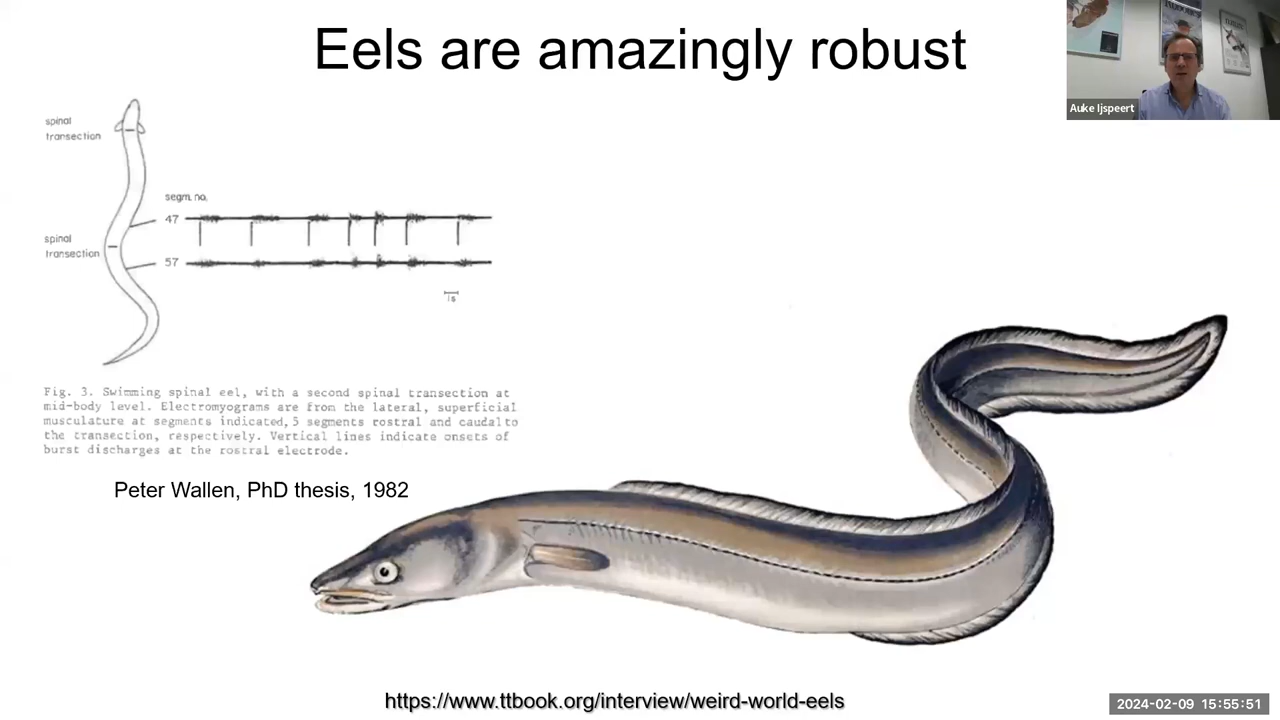 Eels are amazingly robust
Auke Ijspeert
spinal
transection
segm. no.
47
spinal
transection
57
1s
Fig. 3. Swimming spinal eel, with a second spinal transection at
mid-body level. Electromyograms are from the lateral, superficial
musculature at segments indicated, 5 segments rostral and caudal to
the transection, respectively. Vertical lines indicate onsets of
burst discharges at the rostral electrode.
Peter Wallen, PhD thesis, 1982
https://www.ttbook.org/interview/weird-world-eels
2024-02-09 15:55:51